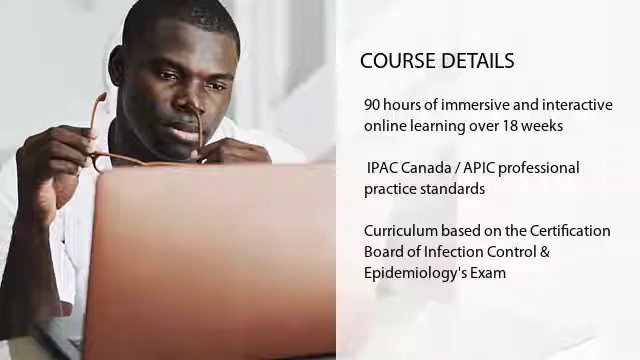 COURSE DETAILS
90 hours of immersive and interactive
online learning over 18 weeks
IPAC Canada / APIC professional
practice standards
Curriculum based on the Certification
Board of Infection Control &
Epidemiology's Exam